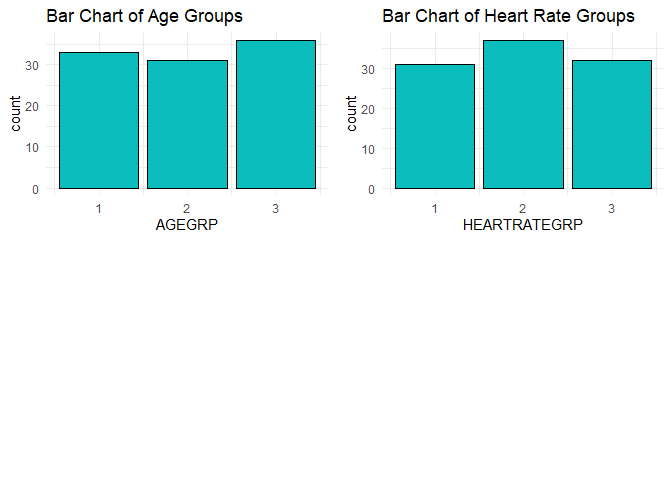 Bar Chart of Age Groups
count
30
20
10
0
1 2 3
AGEGRP
Bar Chart of Heart Rate Groups
count
30
20
10
0
1 2 3
HEARTRATEGRP